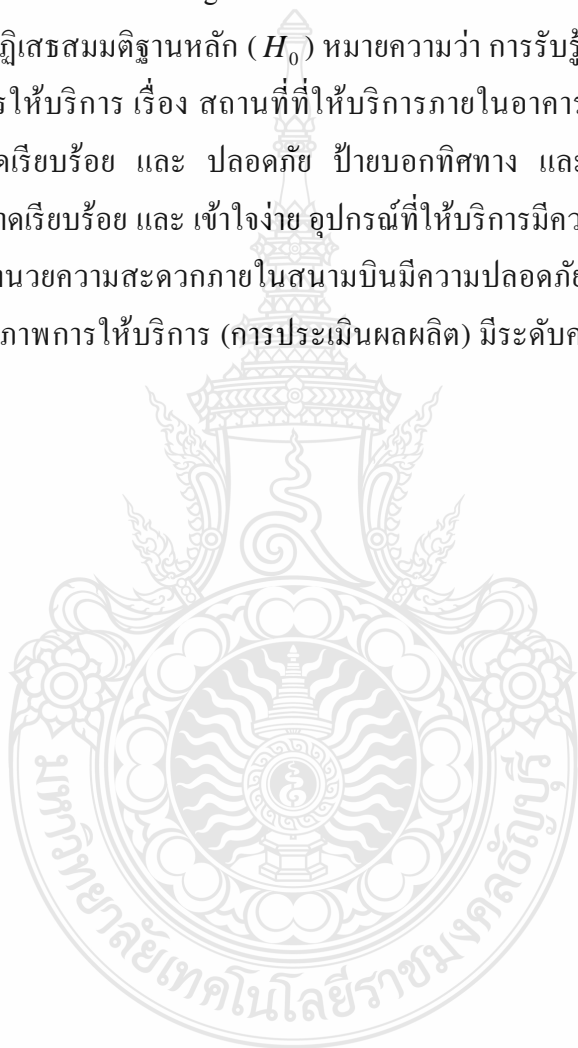 ฏิเสธสมมติฐานหลัก ( H₀ ) หมายความว่า การรับรู้
ให้บริการ เรื่อง สถานที่ที่ให้บริการภายในอาคาร
เรียบร้อย และ ปลอดภัย ป้ายบอกทิศทาง และ
าดเรียบร้อย และ เข้าใจง่าย อุปกรณ์ที่ให้บริการมีคว
ำนวยความสะดวกภายในสนามบินมีความปลอดภัย
ภาพการให้บริการ (การประเมินผลผลิต) มีระดับค
มหาวิทยาลัยเทคโนโลยีราชมงคลธัญบุรี